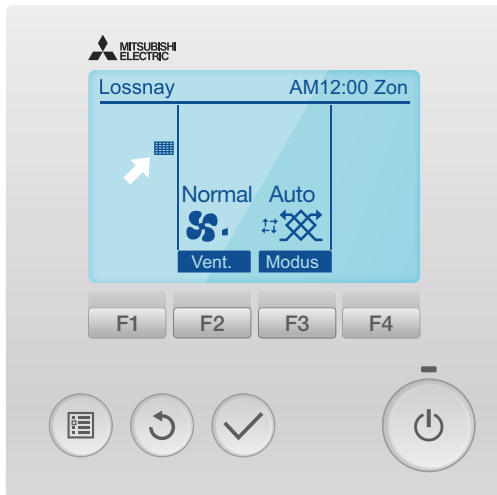 MITSUBISHI
ELECTRIC
Lossnay AM12:00 Zon
Normal Auto
Vent. Modus
F1 F2 F3 F4